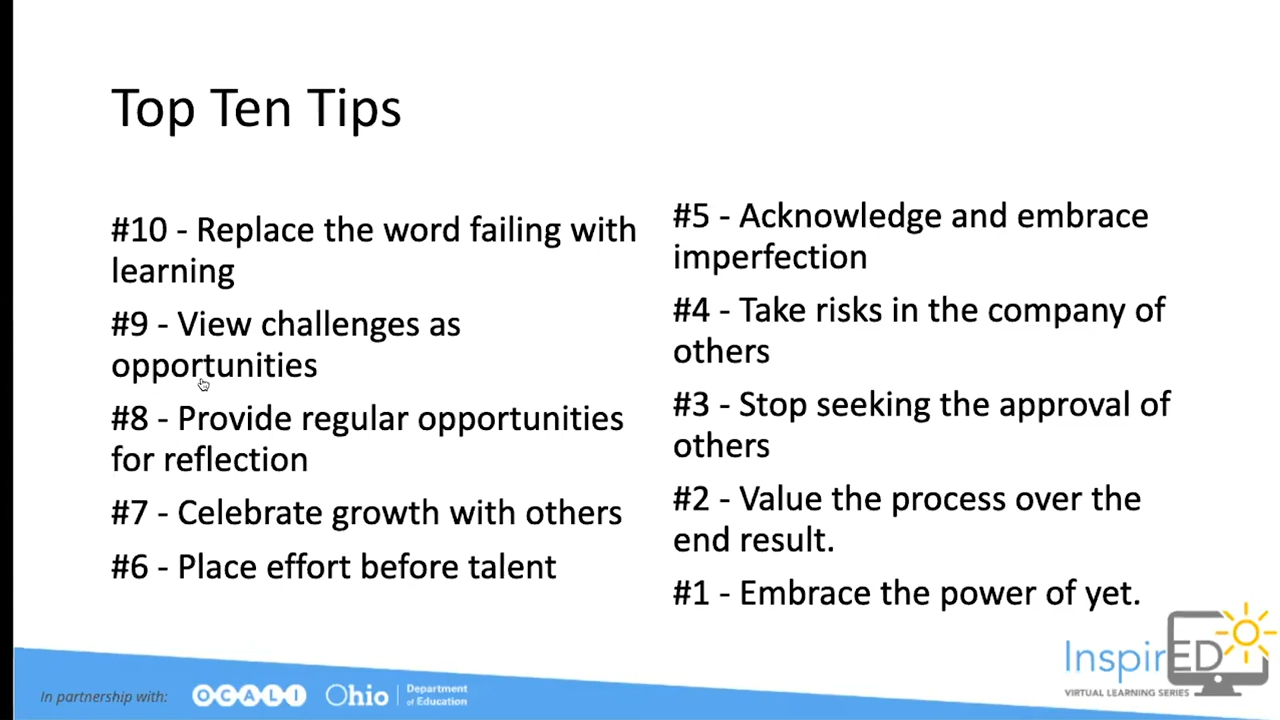 Top Ten Tips
#10 - Replace the word failing with
learning
#9 - View challenges as
opportunities
#8 - Provide regular opportunities
for reflection
#7 - Celebrate growth with others
#6 - Place effort before talent
#5 - Acknowledge and embrace
imperfection
#4 - Take risks in the company of
others
#3 - Stop seeking the approval of
others
#2 - Value the process over the
end result.
#1 - Embrace the power of yet.
In partnership with:
OCALI
Ohio
Department
of Education
InspirED
VIRTUAL LEARNING SERIES